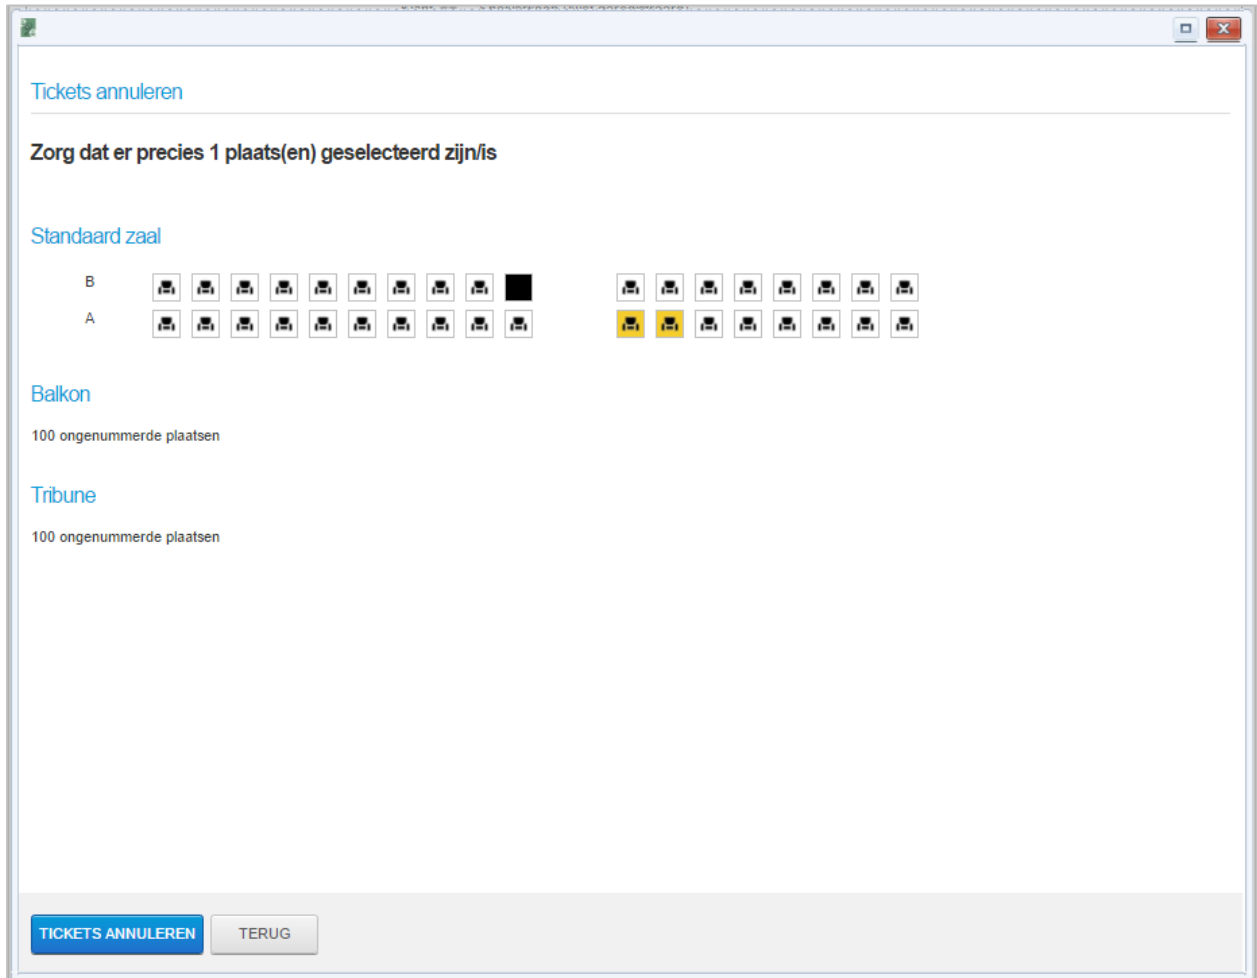 Tickets annuleren
Zorg dat er precies 1 plaats(en) geselecteerd zijn/is
Standaard zaal
B
A
Balkon
100 ongenummerde plaatsen
Tribune
100 ongenummerde plaatsen
TICKETS ANNULEREN TERUG